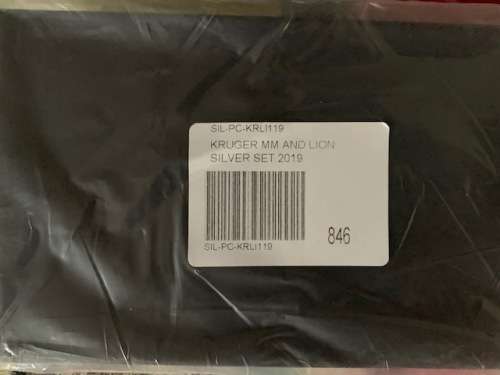 SIL-PC-KRLI119
KRUGER MM AND LION
SILVER SET 2019
SIL-PC-KRLI119
846